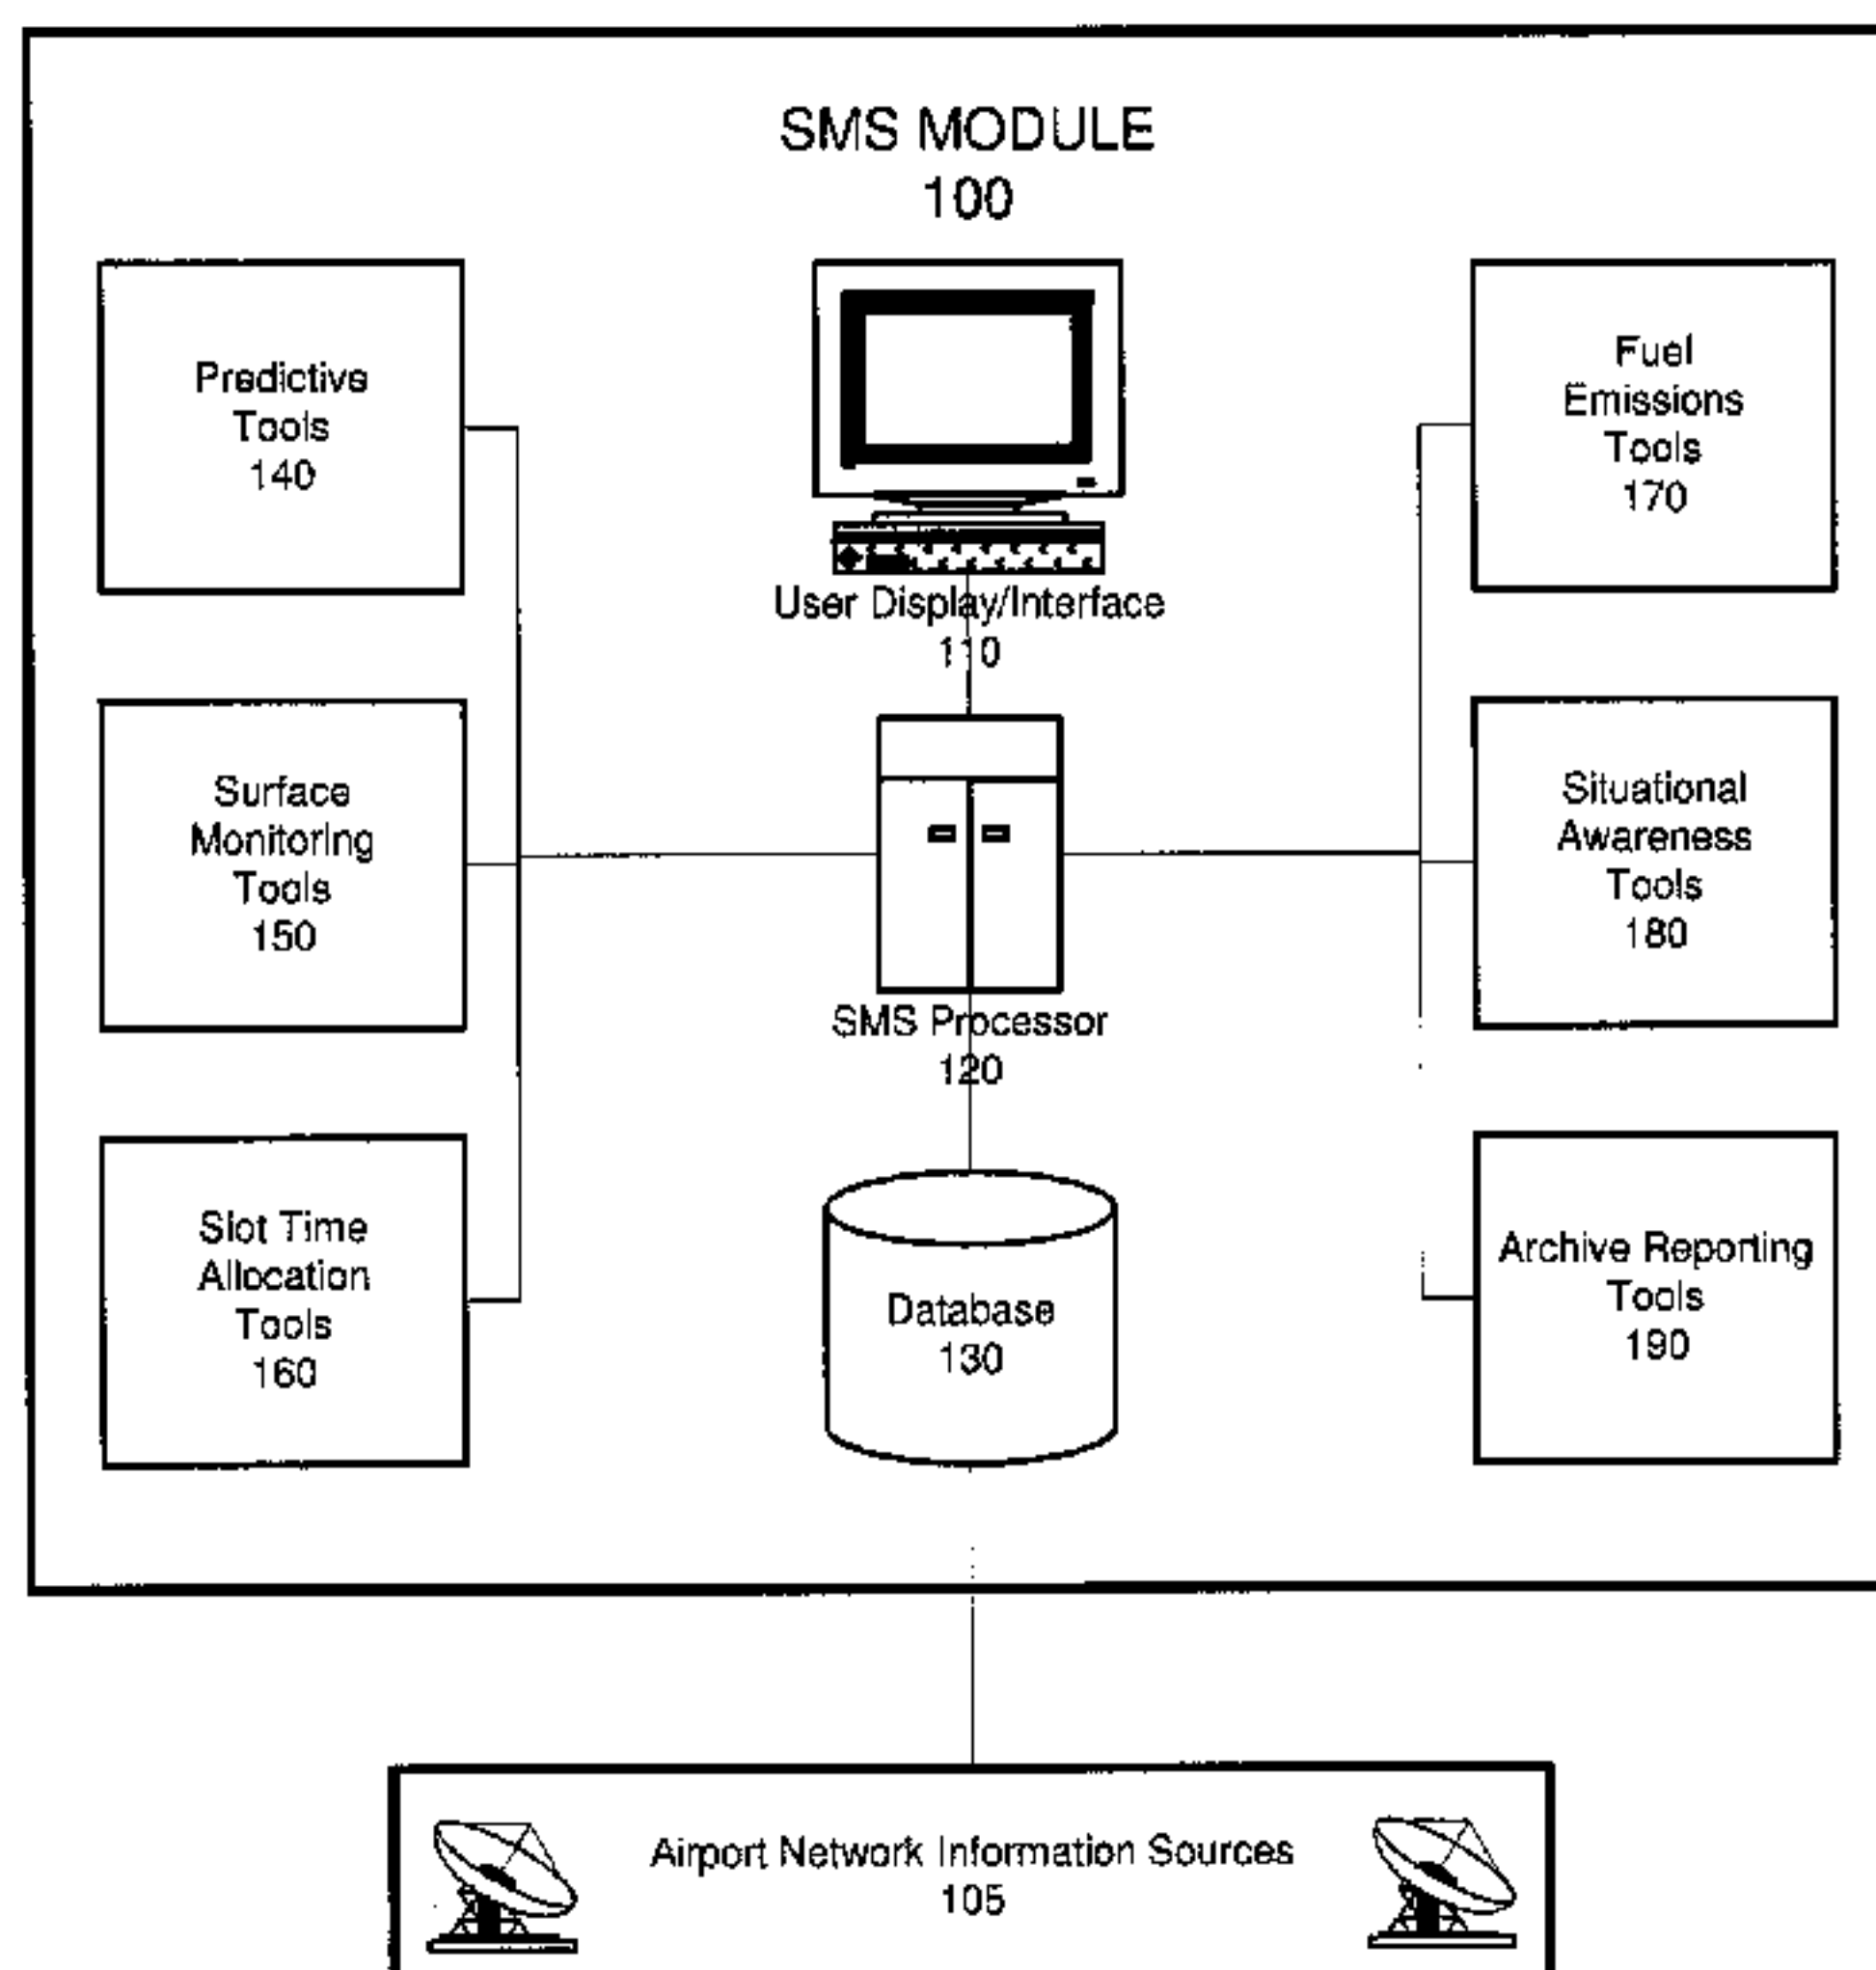 SMS MODULE
100
Predictive
Tools
140
User Display/Interface
110
Fuel
Emissions
Tools
170
Surface
Monitoring
Tools
150
SMS Processor
120
Situational
Awareness
Tools
180
Slot Time
Allocation
Tools
160
Database
130
Archive Reporting
Tools
190
Airport Network Information Sources
105